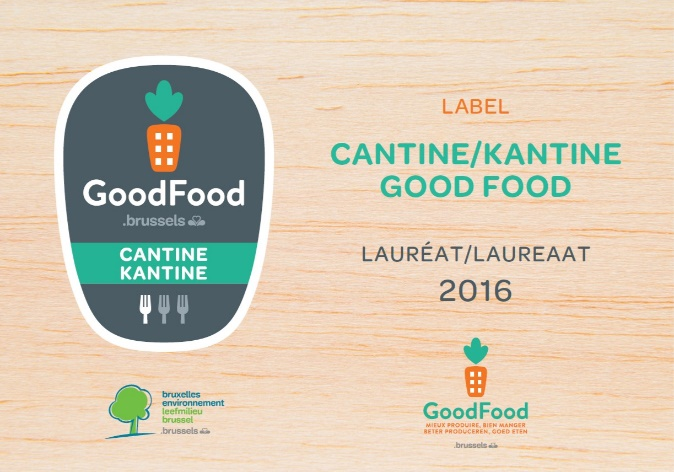 GoodFood
.brussels
CANTINE
KANTINE
LABEL
CANTINE/KANTINE
GOOD FOOD
LAURÉAT/LAUREAAT
2016
bruxelles
environnement
leefmilieu
brussel
.brussels
GoodFood
MIEUX PRODUIRE, BIEN MANGER
BETER PRODUCEREN, GOED ETEN
.brussels